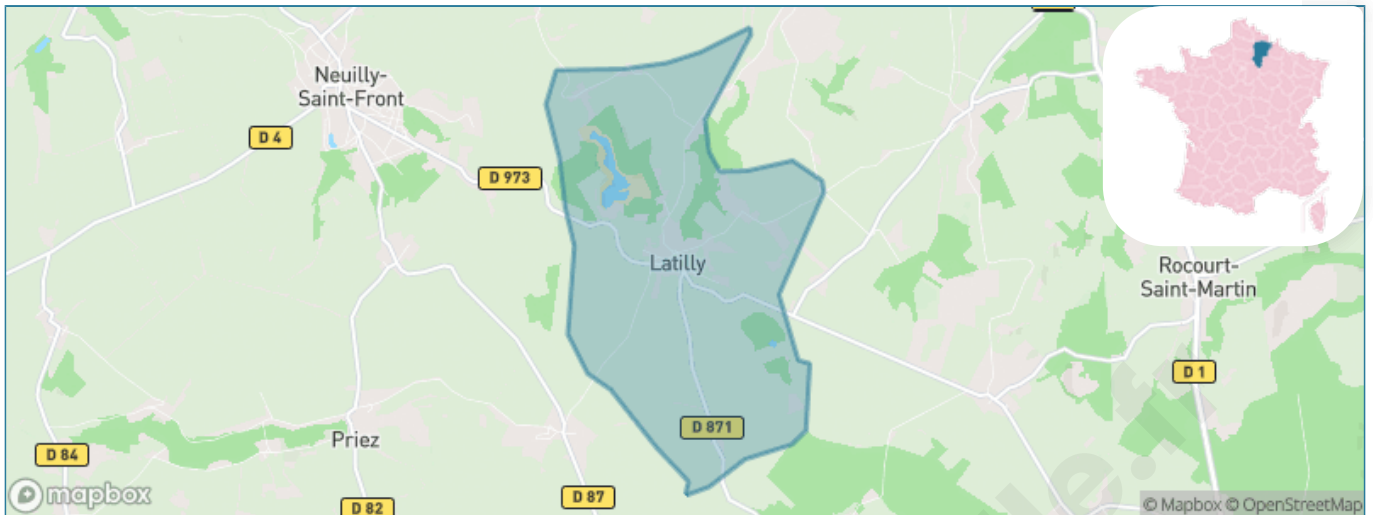 Neuilly-
Saint-Front
D 4
D 973
Latilly
Rocourt-
Saint-Martin
D 1
D 871
Priez
D 84
D 87
D 82
mapbox
© Mapbox © OpenStreetMap